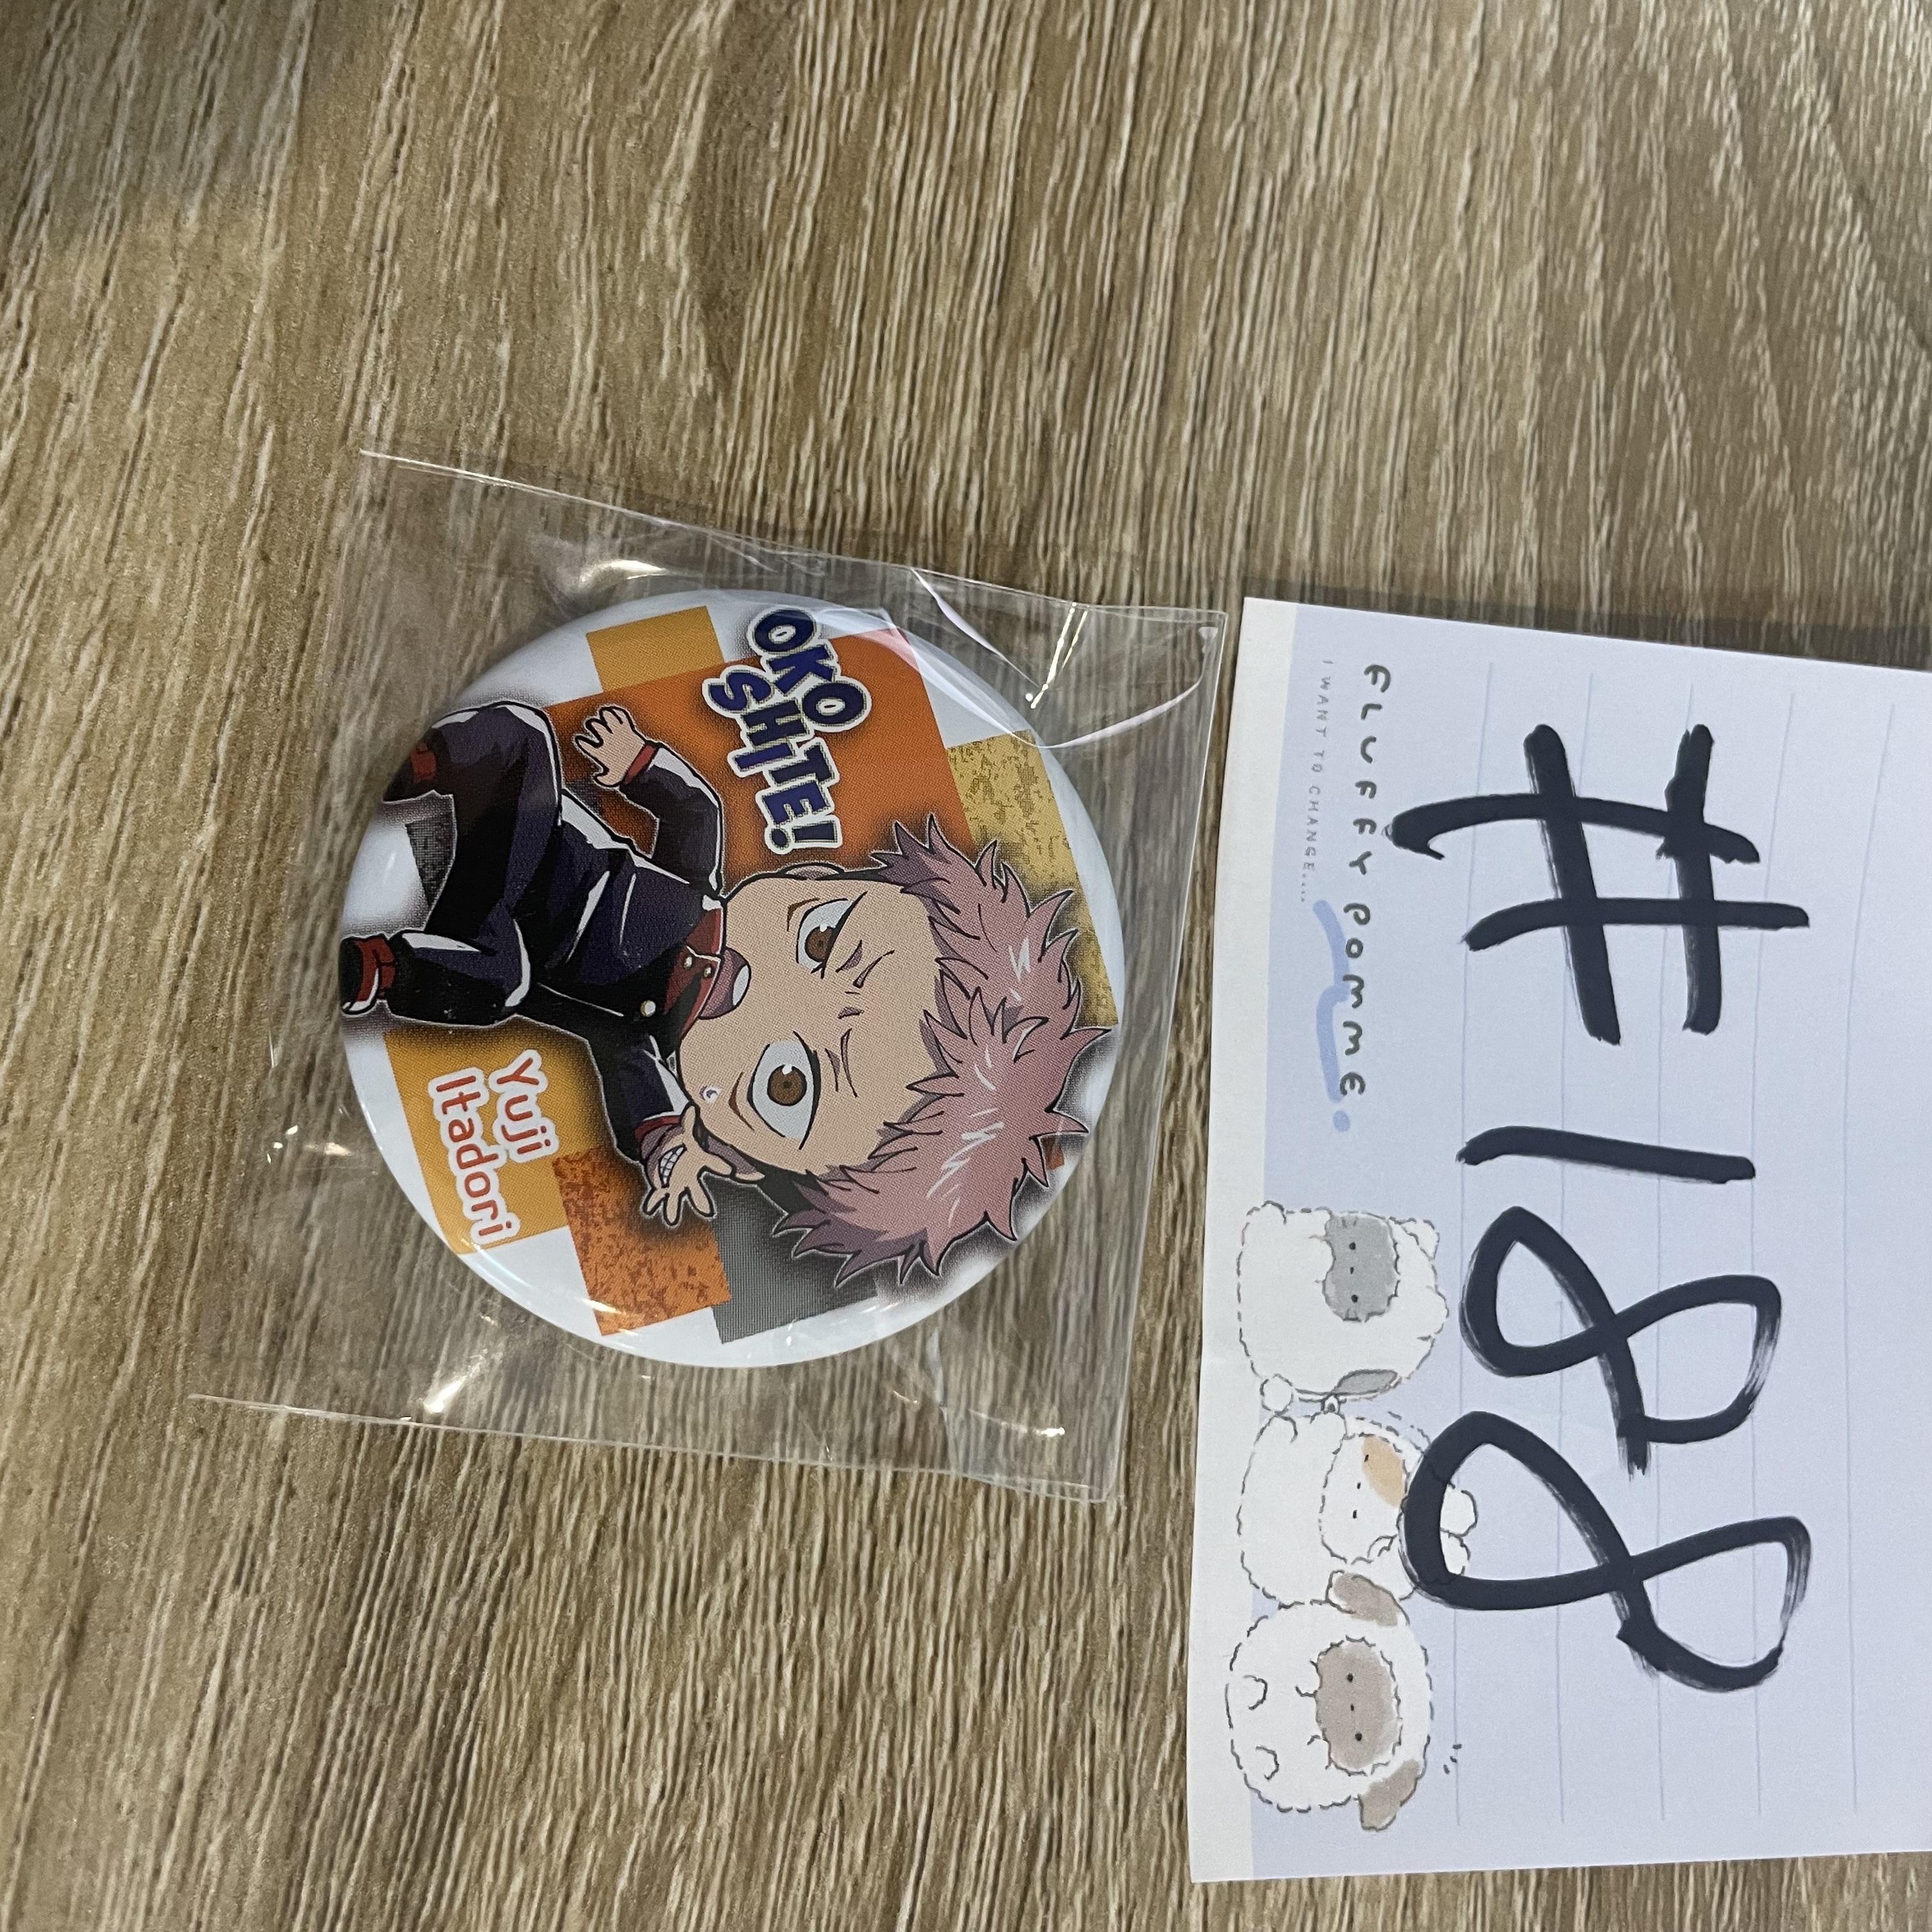 OKO
SHITE!
Yuji
Itadori
FLUFFY POMME
I WANT TO CHANGE....
#188